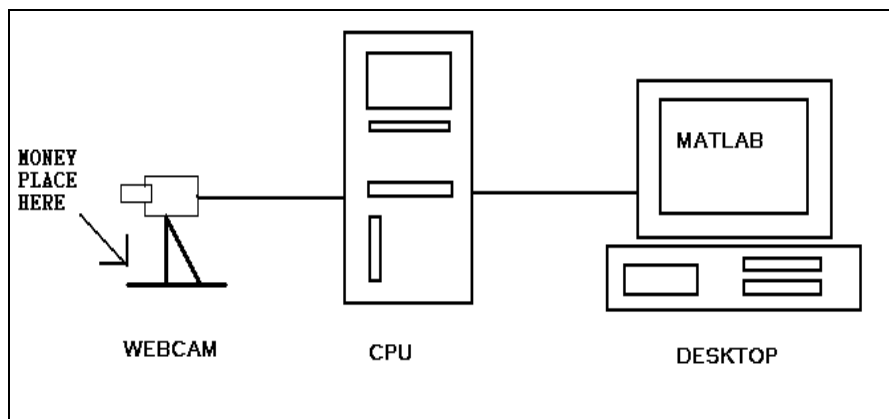 MONEY
PLACE
HERE
MATLAB
WEBCAM
CPU
DESKTOP